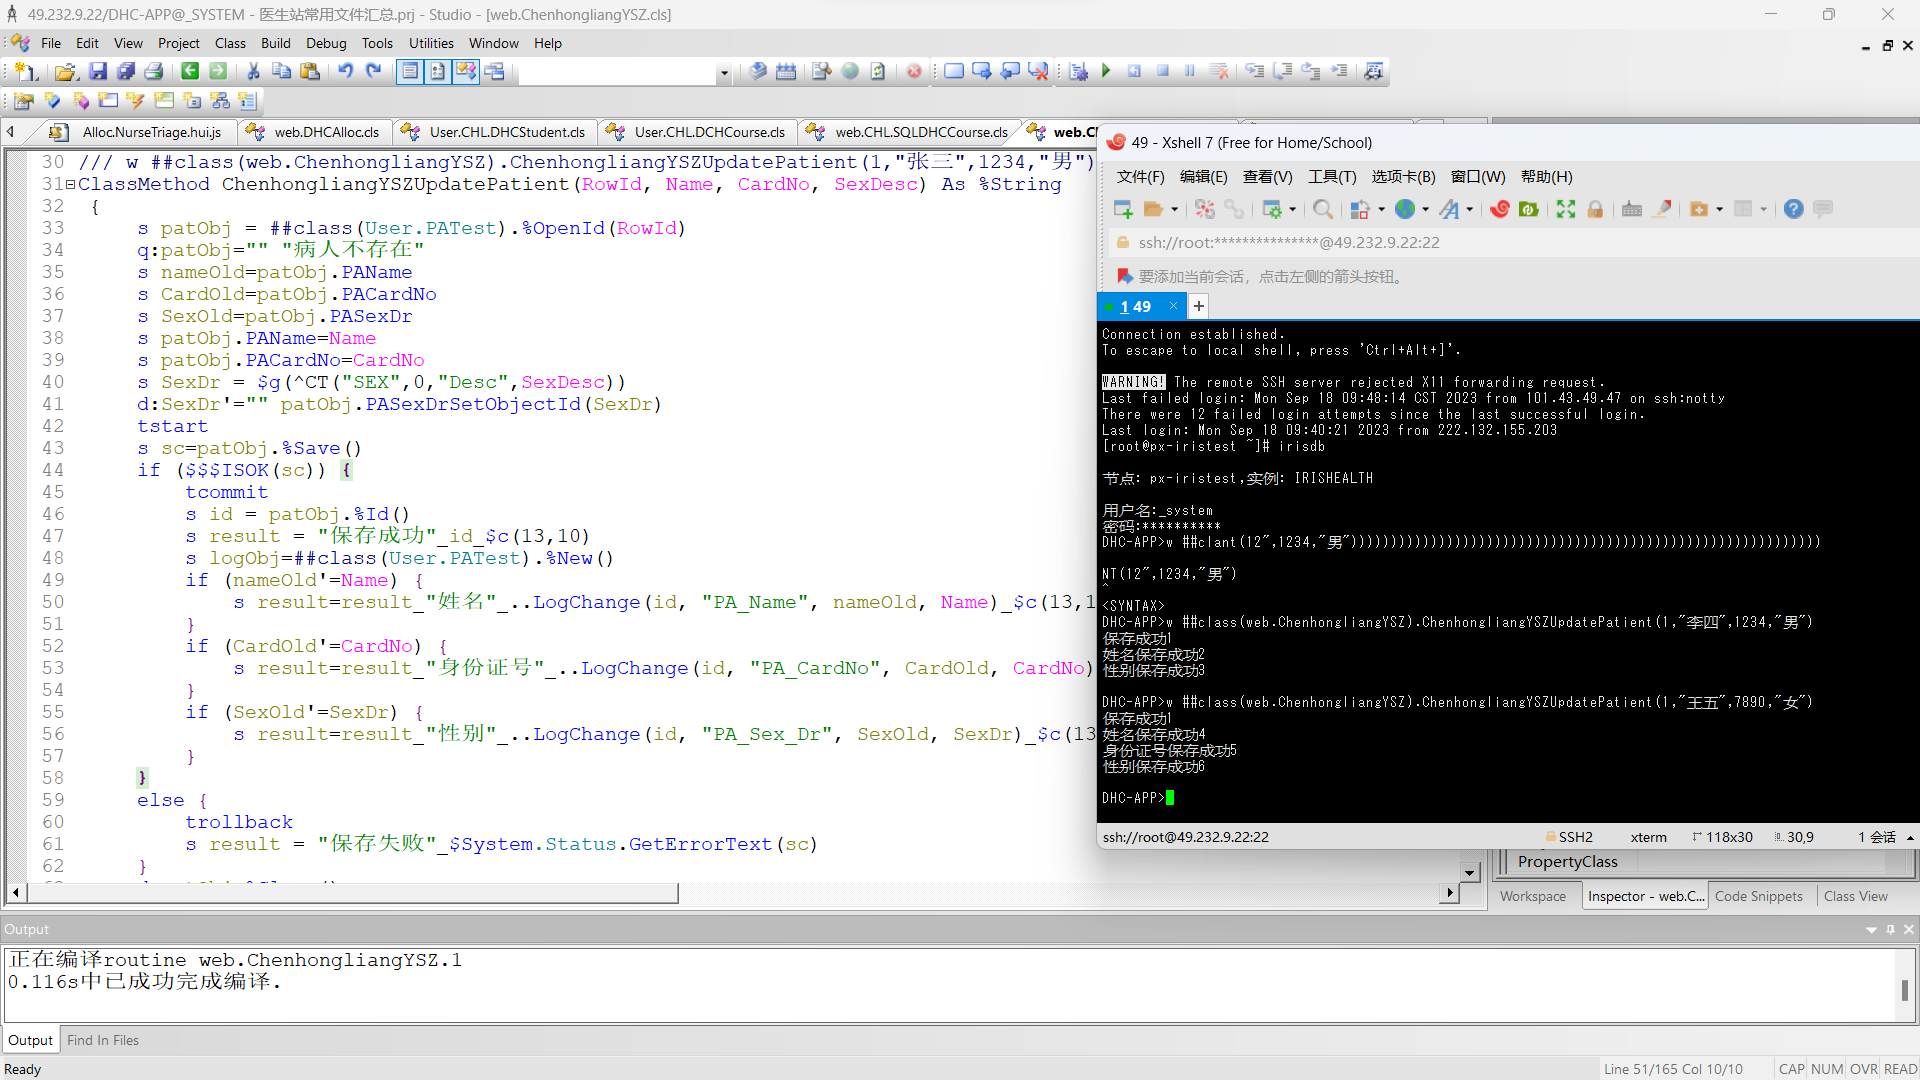 49.232.9.22/DHC-APP@_SYSTEM - 医生站常用文件汇总.prj - Studio - [web.ChenhongliangYSZ.cls]
File Edit View Project Class Build Debug Tools Utilities Window Help
Alloc.NurseTriage.hui.js web.DHCAlloc.cls User.CHL.DHCStudent.cls User.CHL.DCHCourse.cls web.CHL.SQLDHCCourse.cls
30 /// w ##class(web.ChenhongliangYSZ).ChenhongliangYSZUpdatePatient(1,"张三",1234,"男")
31 ClassMethod ChenhongliangYSZUpdatePatient(RowId, Name, CardNo, SexDesc) As %String
32 {
33 s patObj = ##class(User.PATest).%OpenId(RowId)
34 q:patObj="" "病人不存在"
35 s nameOld=patObj.PAName
36 s CardOld=patObj.PACardNo
37 s SexOld=patObj.PASexDr
38 s patObj.PAName=Name
39 s patObj.PACardNo=CardNo
40 s SexDr = $g(^CT("SEX",0,"Desc",SexDesc))
41 d:SexDr'="" patObj.PASexDrSetObjectId(SexDr)
42 tstart
43 s sc=patObj.%Save()
44 if ($$$ISOK(sc)) {
45 tcommit
46 s id = patObj.%Id()
47 s result = "保存成功"_id_$c(13,10)
48 s logObj=##class(User.PATest).%New()
49 if (nameOld'=Name) {
50 s result=result_"姓名"_..LogChange(id, "PA_Name", nameOld, Name)_$c(13,1
51 }
52 if (CardOld'=CardNo) {
53 s result=result_"身份证号"_..LogChange(id, "PA_CardNo", CardOld, CardNo)
54 }
55 if (SexOld'=SexDr) {
56 s result=result_"性别"_..LogChange(id, "PA_Sex_Dr", SexOld, SexDr)_$c(13
57 }
58 }
59 else {
60 trollback
61 s result = "保存失败"_$System.Status.GetErrorText(sc)
62 }
49 - Xshell 7 (Free for Home/School)
文件(F) 编辑(E) 查看(V) 工具(T) 选项卡(B) 窗口(W) 帮助(H)
ssh://root:***************@49.232.9.22:22
要添加当前会话，点击左侧的箭头按钮。
1 49 × +
Connection established.
To escape to local shell, press 'Ctrl+Alt+]'.
WARNING! The remote SSH server rejected X11 forwarding request.
Last failed login: Mon Sep 18 09:48:14 CST 2023 from 101.43.49.47 on ssh:notty
There were 12 failed login attempts since the last successful login.
Last login: Mon Sep 18 09:40:21 2023 from 222.132.155.203
[root@px-iristest ~]# irisdb
节点: px-iristest,实例: IRISHEALTH
用户名:_system
密码:**********
DHC-APP>w ##clant(12",1234,"男")))))))))))))))))))))))))))))))))))))))))))))))))))))))))))
NT(12",1234,"男")
^
<SYNTAX>
DHC-APP>w ##class(web.ChenhongliangYSZ).ChenhongliangYSZUpdatePatient(1,"李四",1234,"男")
保存成功1
姓名保存成功2
性别保存成功3
DHC-APP>w ##class(web.ChenhongliangYSZ).ChenhongliangYSZUpdatePatient(1,"王五",7890,"女")
保存成功1
姓名保存成功4
身份证号保存成功5
性别保存成功6
DHC-APP>
ssh://root@49.232.9.22:22 SSH2 xterm 118x30 30,9 1 会话
PropertyClass
Workspace Inspector - web.C... Code Snippets Class View
Output
正在编译routine web.ChenhongliangYSZ.1
0.116s中已成功完成编译.
Output Find In Files
Ready Line 51/165 Col 10/10 CAP NUM OVR READ